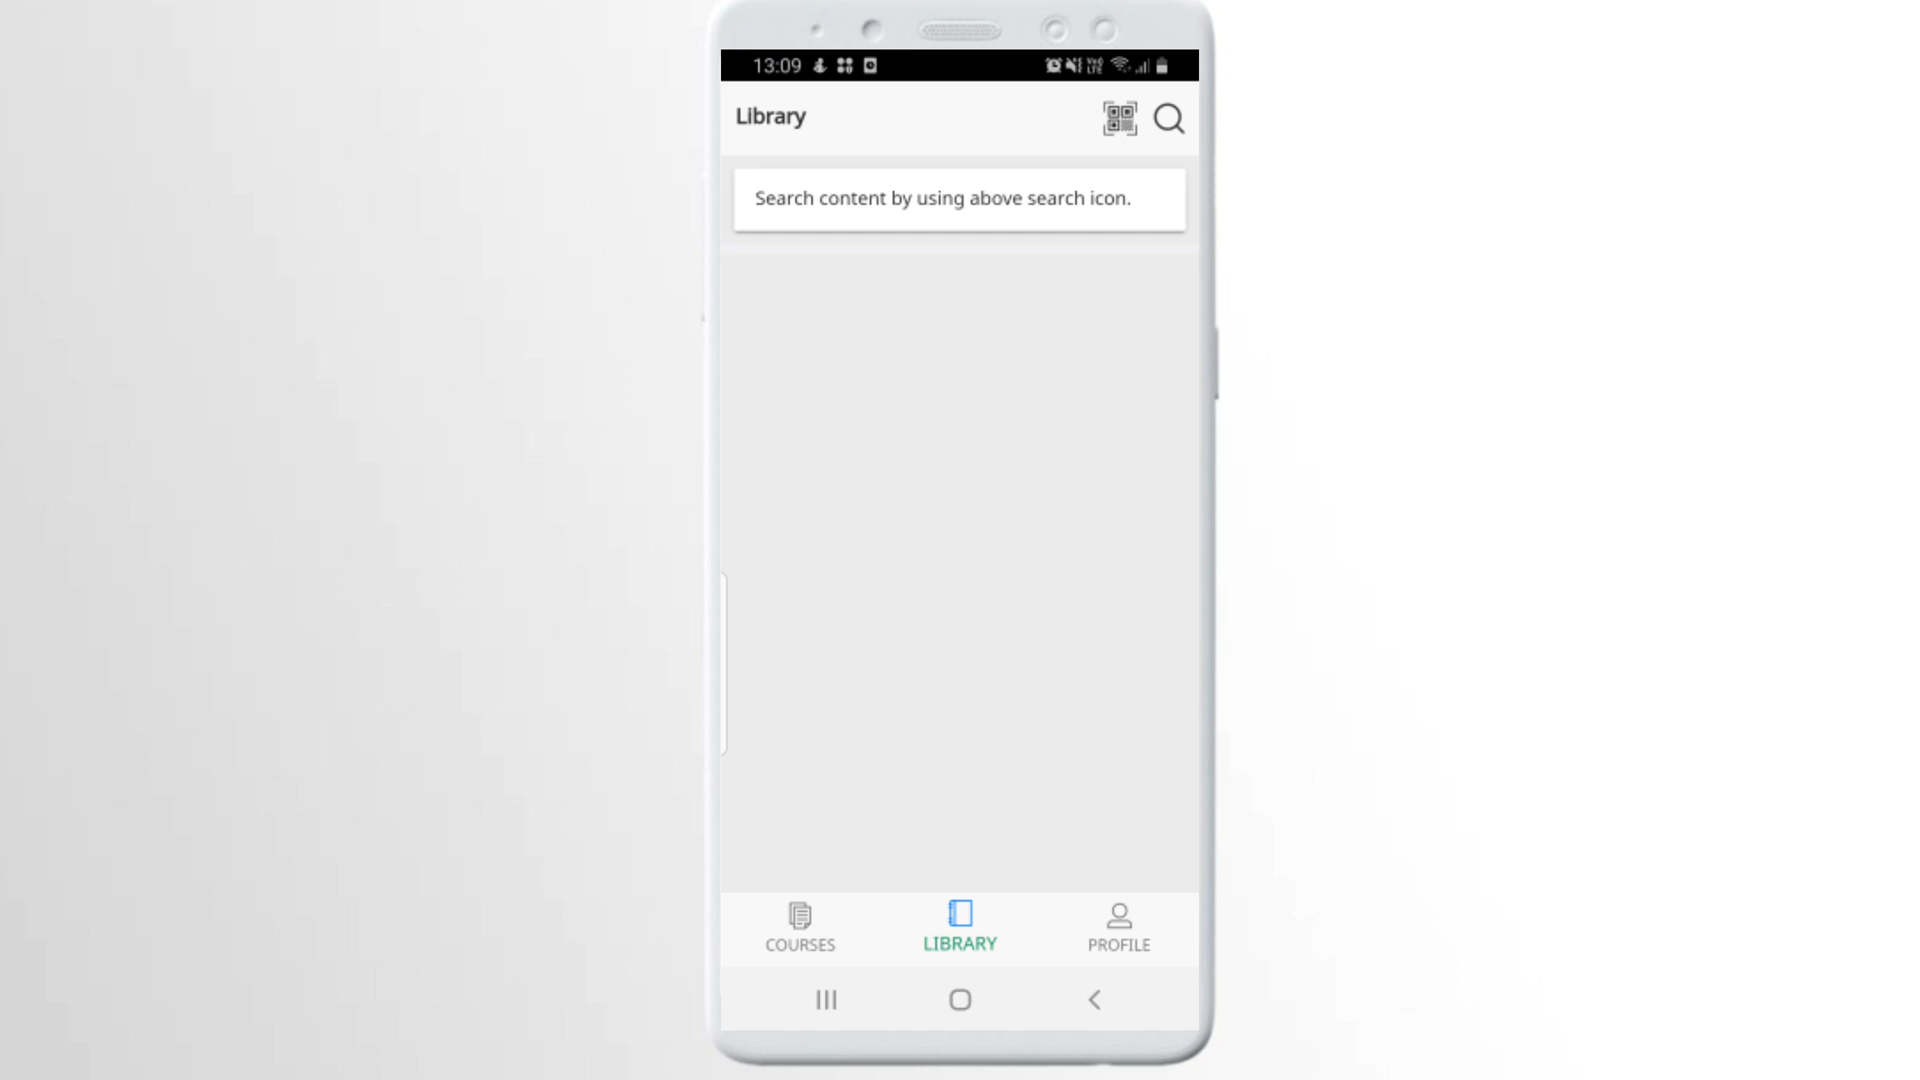 13:09
Library
Search content by using above search icon.
COURSES
LIBRARY
PROFILE